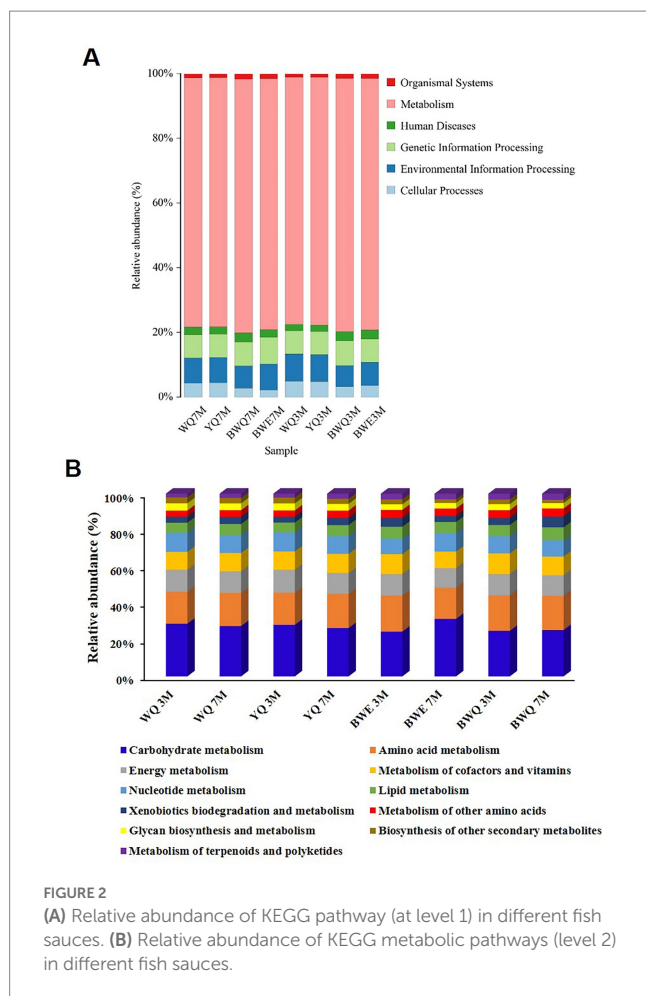 A
100%
80%
60%
40%
20%
0%
Relative abundance (%)
WQ7M
YQ7M
BWQ7M
BWE7M
WQ3M
YQ3M
BWQ3M
BWE3M
Sample
Organismal Systems
Metabolism
Human Diseases
Genetic Information Processing
Environmental Information Processing
Cellular Processes
B
100%
80%
60%
40%
20%
0%
Relative abundance (%)
WQ 3M
WQ 7M
YQ 3M
YQ 7M
BWE 3M
BWE 7M
BWQ 3M
BWQ 7M
Carbohydrate metabolism
Amino acid metabolism
Energy metabolism
Metabolism of cofactors and vitamins
Nucleotide metabolism
Lipid metabolism
Xenobiotics biodegradation and metabolism
Metabolism of other amino acids
Glycan biosynthesis and metabolism
Biosynthesis of other secondary metabolites
Metabolism of terpenoids and polyketides
FIGURE 2
(A) Relative abundance of KEGG pathway (at level 1) in different fish
sauces. (B) Relative abundance of KEGG metabolic pathways (level 2)
in different fish sauces.